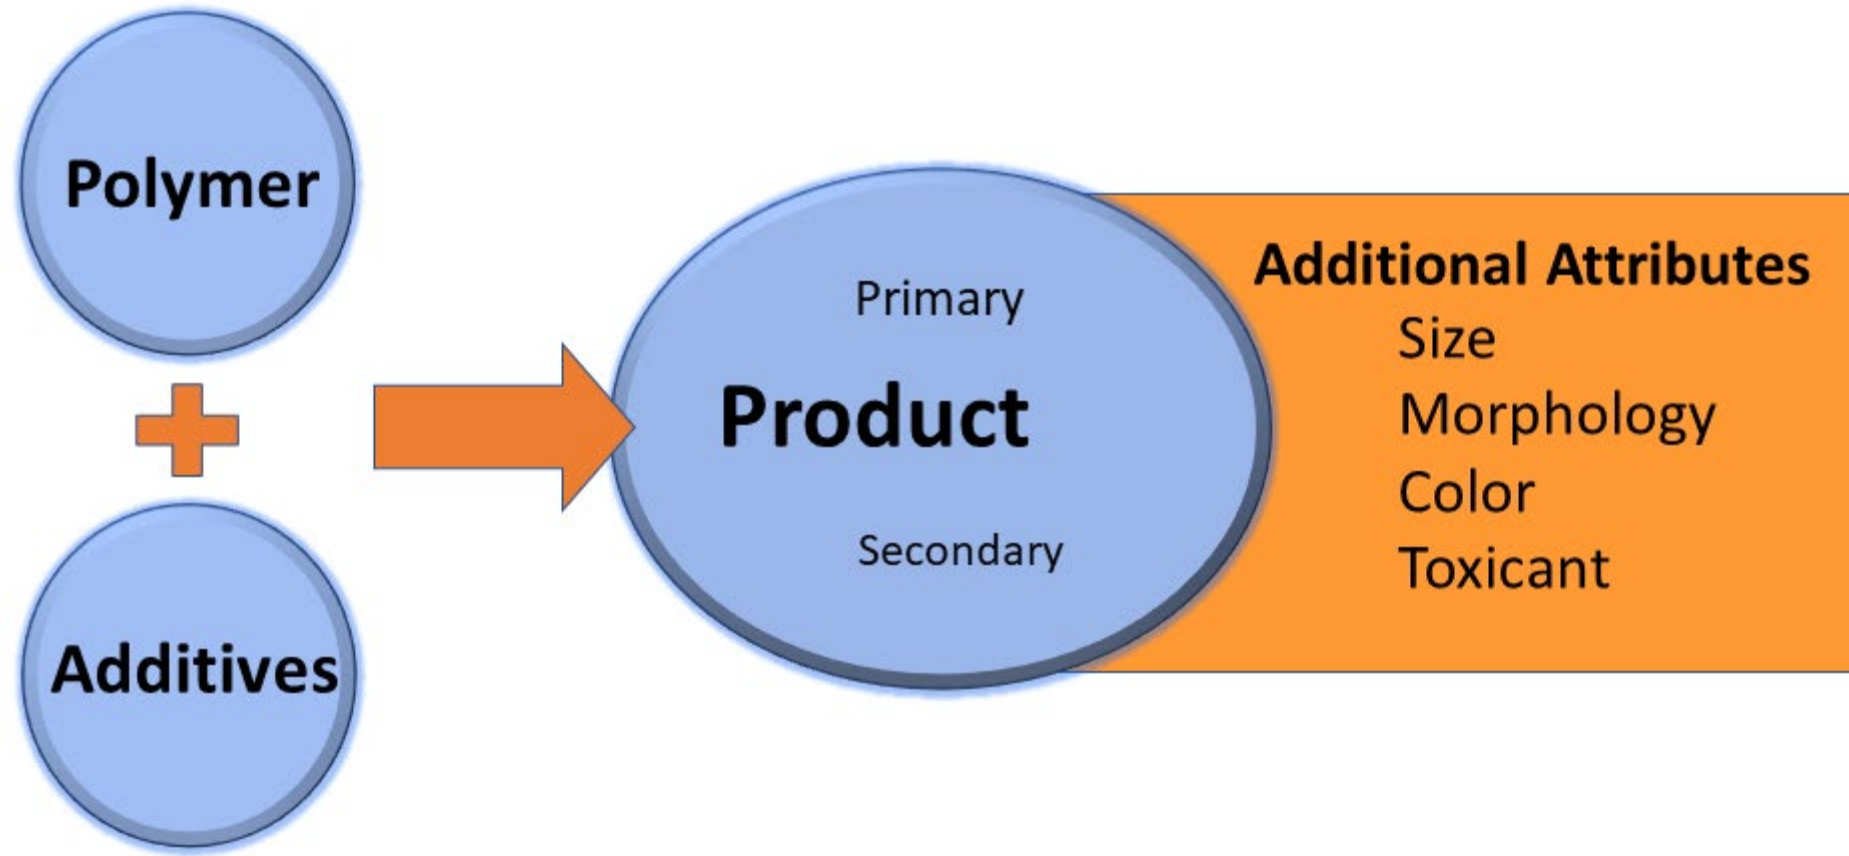 Polymer
Additives
Primary
Product
Secondary
Additional Attributes
Size
Morphology
Color
Toxicant